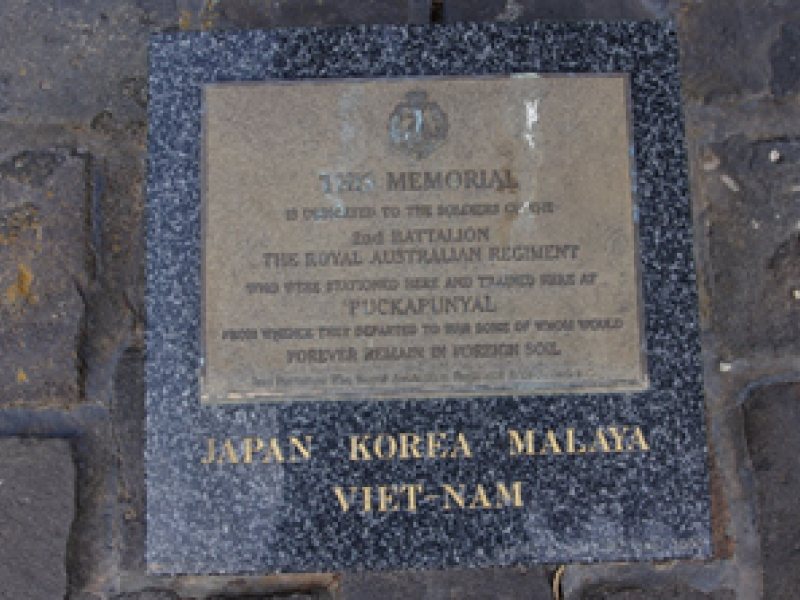 THIS MEMORIAL
IS DEDICATED TO THE SOLDIERS OF THE
2nd BATTALION
THE ROYAL AUSTRALIAN REGIMENT
WHO WERE STATIONED HERE AND TRAINED HERE AT
PUCKAPUNYAL
FROM WHENCE THEY DEPARTED TO WAR SOME OF WHOM WOULD
FOREVER REMAIN IN FOREIGN SOIL
JAPAN KOREA MALAYA
VIET-NAM